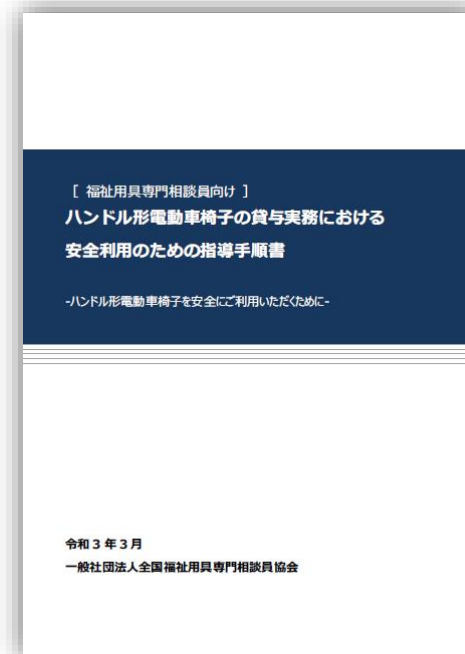 [ 福祉用具専門相談員向け ]
ハンドル形電動車椅子の貸与実務における
安全利用のための指導手順書
-ハンドル形電動車椅子を安全にご利用いただくために-
令和３年３月
一般社団法人全国福祉用具専門相談員協会